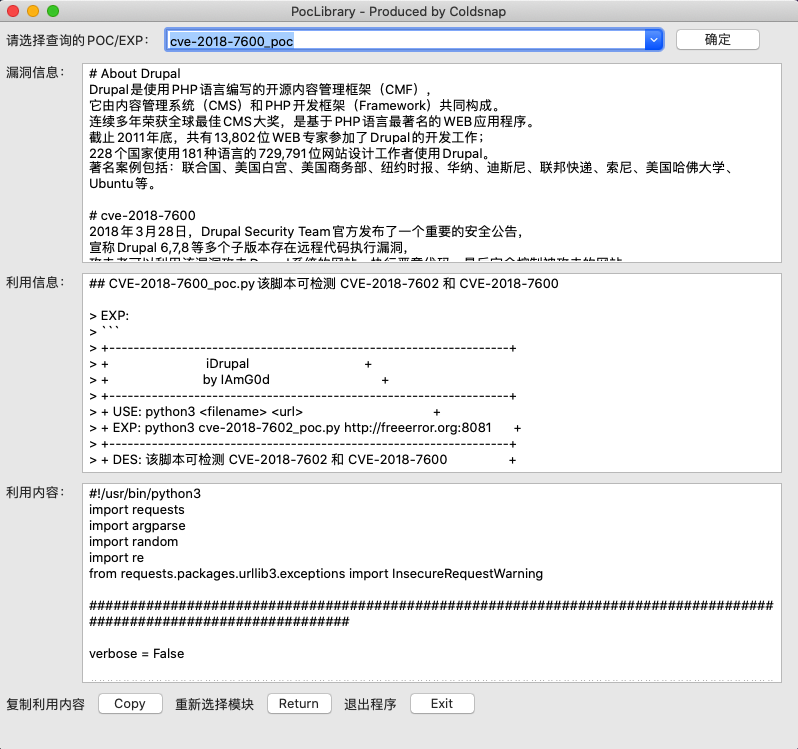 PocLibrary - Produced by Coldsnap
请选择查询的POC/EXP：
cve-2018-7600_poc
确定
漏洞信息：
# About Drupal
Drupal是使用PHP语言编写的开源内容管理框架（CMF），
它由内容管理系统（CMS）和PHP开发框架（Framework）共同构成。
连续多年荣获全球最佳CMS大奖，是基于PHP语言最著名的WEB应用程序。
截止2011年底，共有13,802位WEB专家参加了Drupal的开发工作；
228个国家使用181种语言的729,791位网站设计工作者使用Drupal。
著名案例包括：联合国、美国白宫、美国商务部、纽约时报、华纳、迪斯尼、联邦快递、索尼、美国哈佛大学、
Ubuntu等。
# cve-2018-7600
2018年3月28日，Drupal Security Team官方发布了一个重要的安全公告，
宣称Drupal 6,7,8等多个子版本存在远程代码执行漏洞，
利用信息：
## CVE-2018-7600_poc.py该脚本可检测 CVE-2018-7602 和 CVE-2018-7600
> EXP:
> ```
> +------------------------------------------------------------------+
> + iDrupal +
> + by IAmG0d +
> +------------------------------------------------------------------+
> + USE: python3 <filename> <url> +
> + EXP: python3 cve-2018-7602_poc.py http://freeerror.org:8081 +
> +------------------------------------------------------------------+
> + DES: 该脚本可检测 CVE-2018-7602 和 CVE-2018-7600 +
利用内容：
#!/usr/bin/python3
import requests
import argparse
import random
import re
from requests.packages.urllib3.exceptions import InsecureRequestWarning
####################################################################################
################################
verbose = False
复制利用内容
Copy
重新选择模块
Return
退出程序
Exit